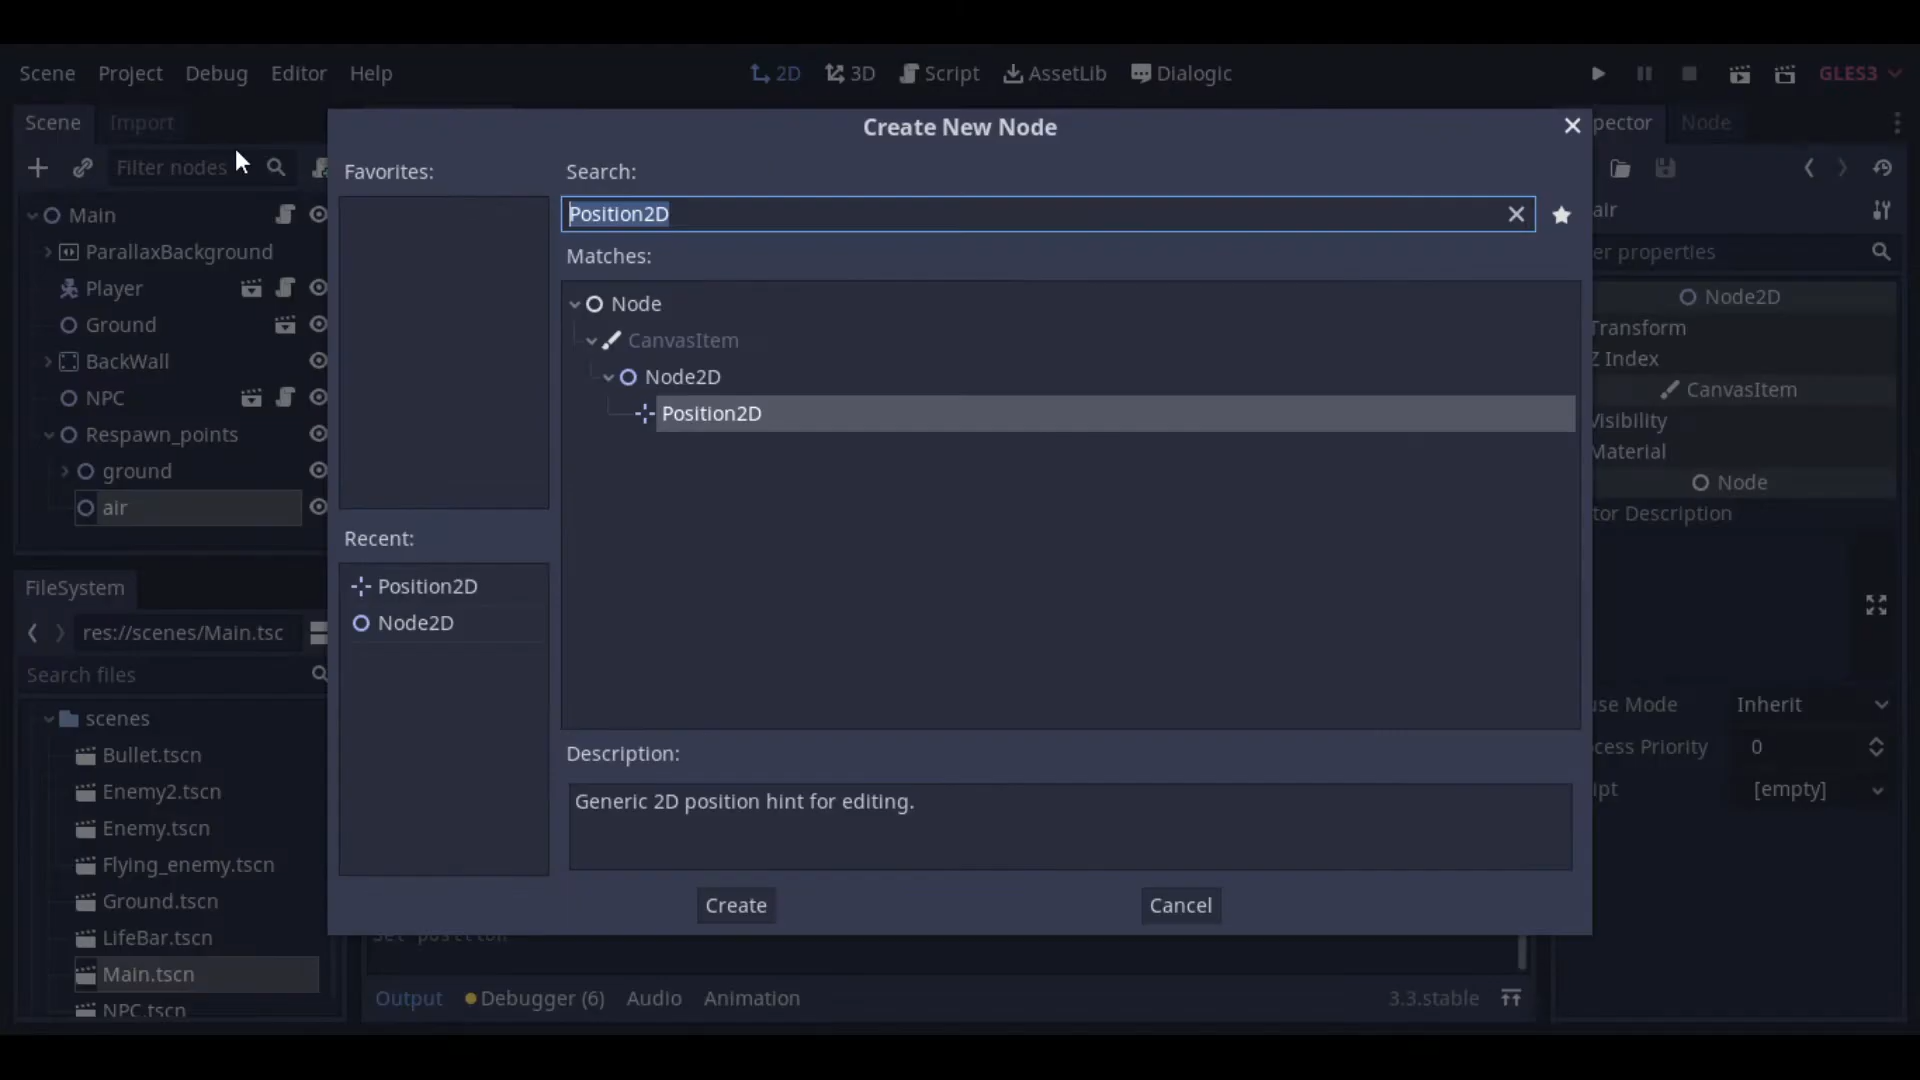 Scene Project Debug Editor Help 2D 3D Script AssetLib Dialogic GLES3
Scene Import
Filter nodes
Main
ParallaxBackground
Player
Ground
BackWall
NPC
Respawn_points
ground
air
FileSystem
res://scenes/Main.tsc
Search files
scenes
Bullet.tscn
Enemy2.tscn
Enemy.tscn
Flying_enemy.tscn
Ground.tscn
LifeBar.tscn
Main.tscn
NPC.tscn
Create New Node
Favorites:
Recent:
Position2D
Node2D
Search:
Position2D
Matches:
Node
CanvasItem
Node2D
Position2D
Description:
Generic 2D position hint for editing.
Create Cancel
Output Debugger (6) Audio Animation 3.3.stable
pector Node
air
er properties
Node2D
Transform
Z Index
CanvasItem
Visibility
Material
Node
tor Description
use Mode Inherit
cess Priority 0
ipt [empty]